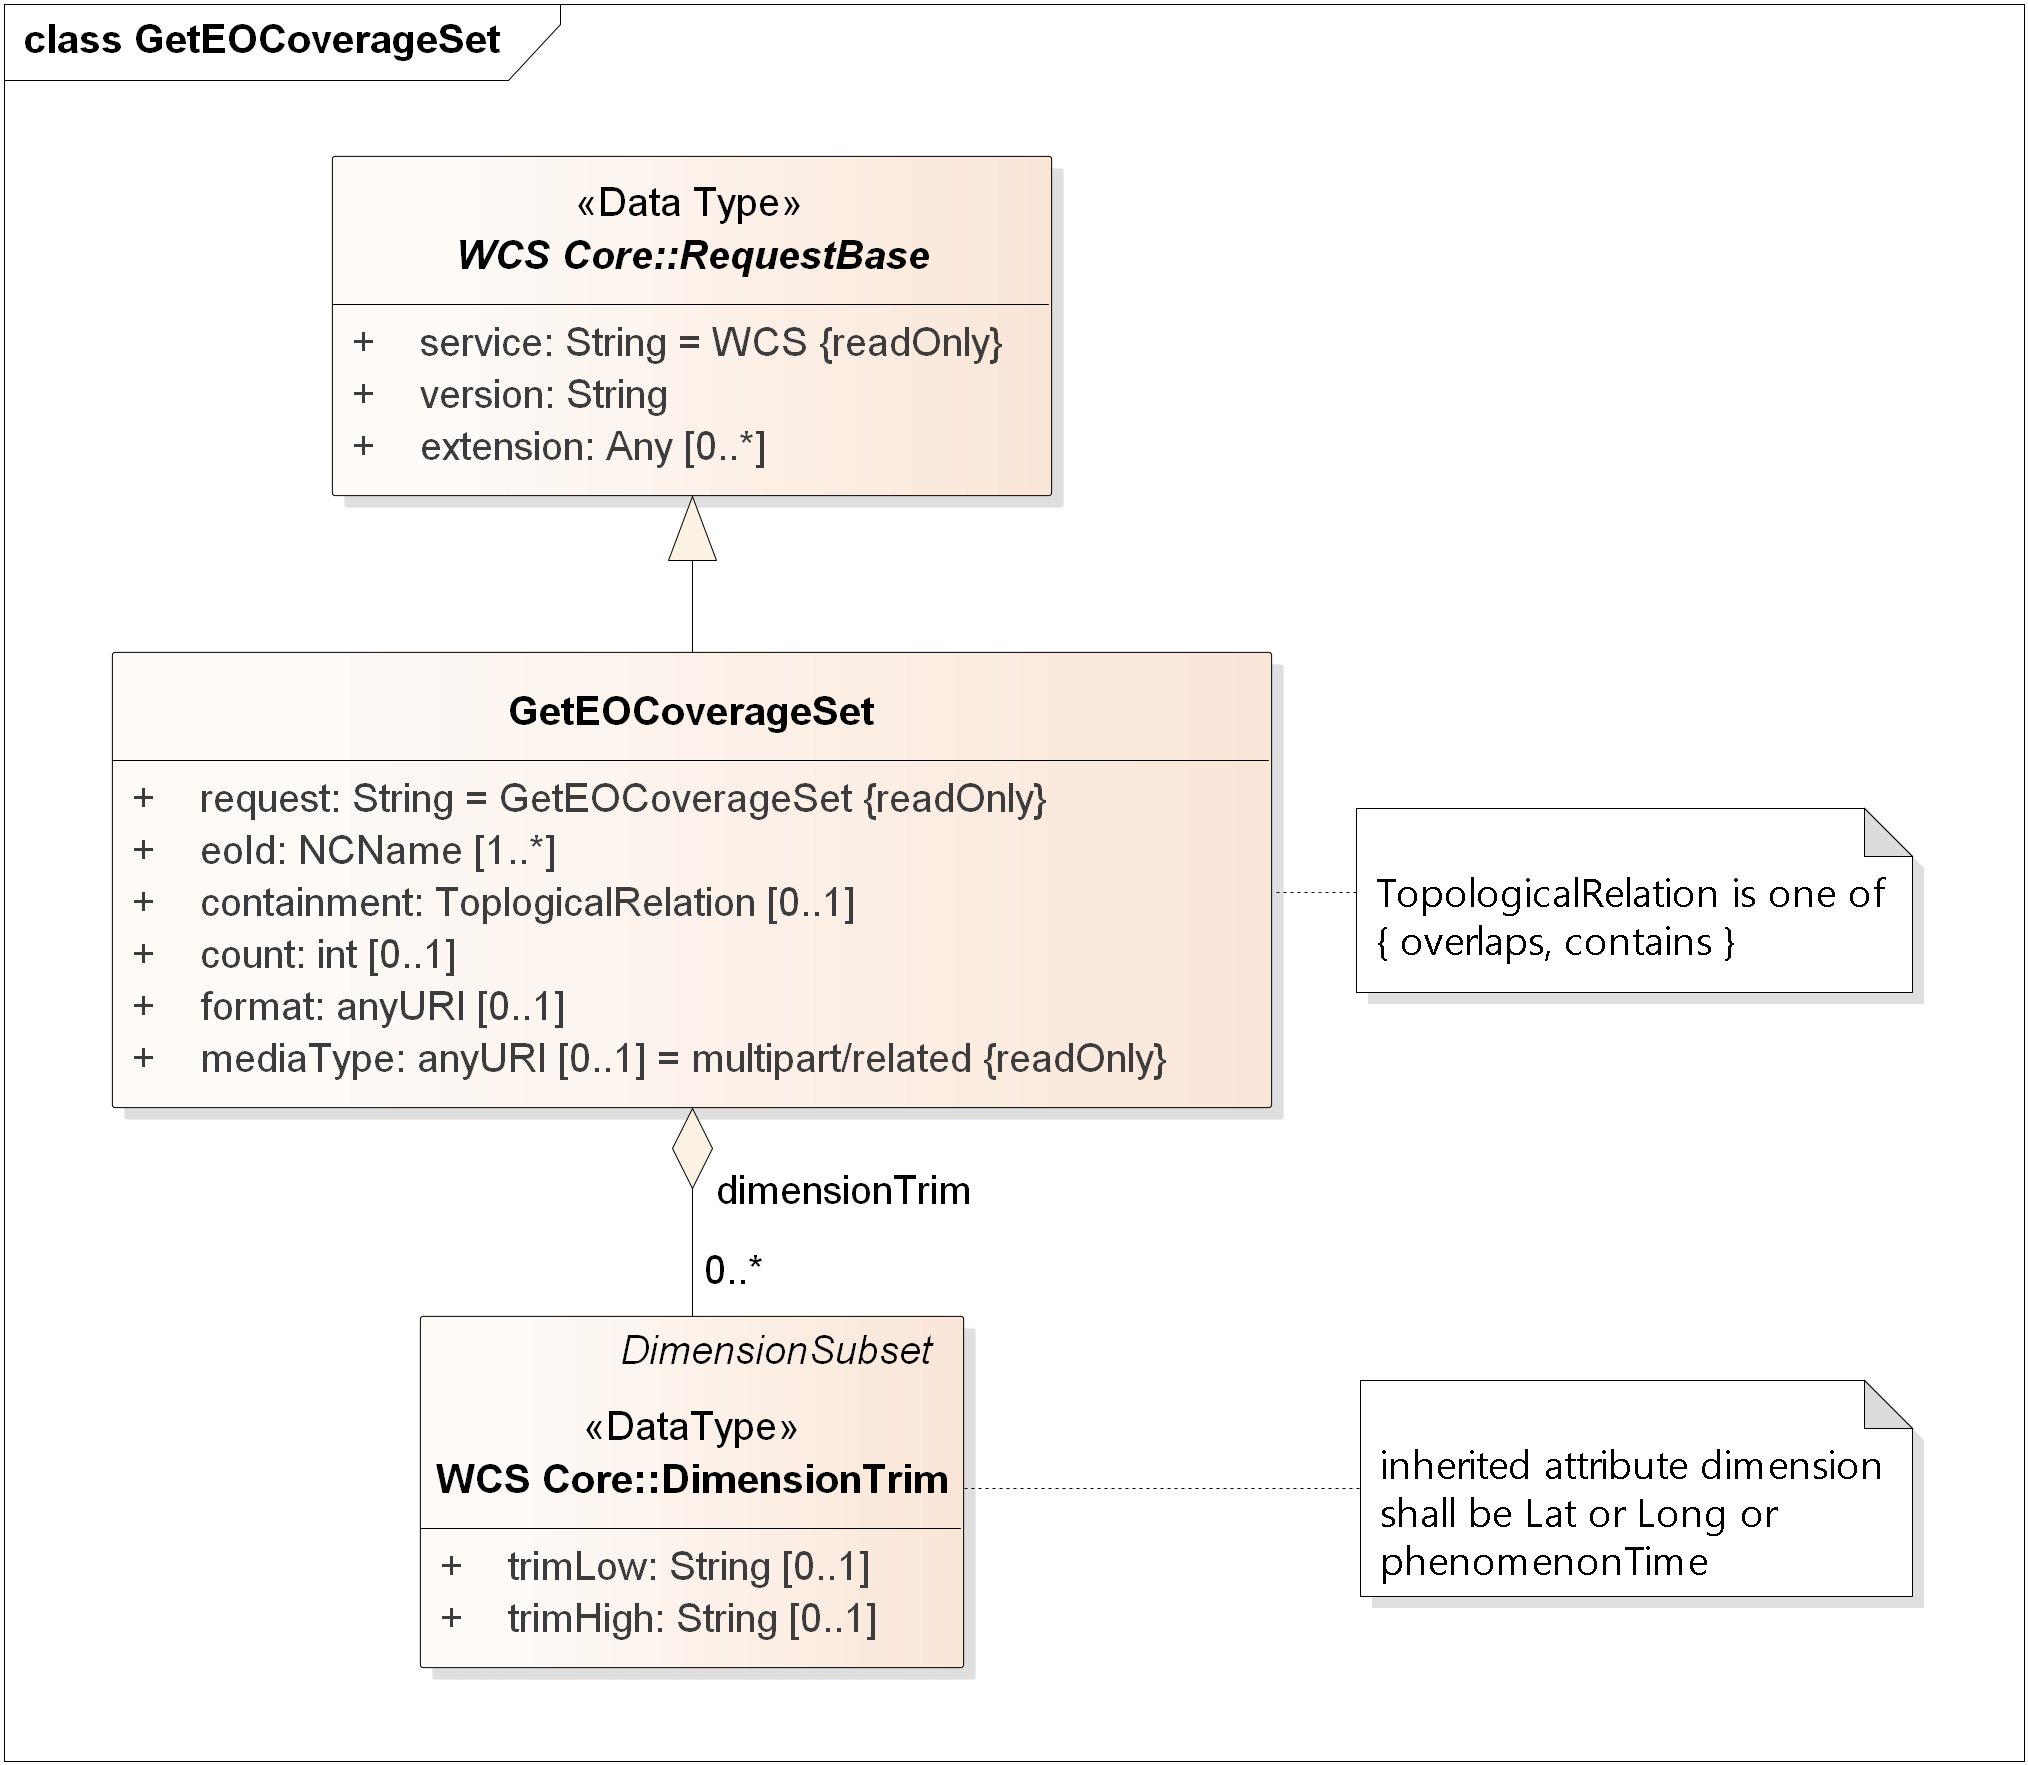 class GetEOCoverageSet
«Data Type»
WCS Core::RequestBase
+ service: String = WCS {readOnly}
+ version: String
+ extension: Any [0..*]
GetEOCoverageSet
+ request: String = GetEOCoverageSet {readOnly}
+ eoId: NCName [1..*]
+ containment: ToplogicalRelation [0..1]
+ count: int [0..1]
+ format: anyURI [0..1]
+ mediaType: anyURI [0..1] = multipart/related {readOnly}
TopologicalRelation is one of
{ overlaps, contains }
dimensionTrim
0..*
DimensionSubset
«DataType»
WCS Core::DimensionTrim
+ trimLow: String [0..1]
+ trimHigh: String [0..1]
inherited attribute dimension
shall be Lat or Long or
phenomenonTime